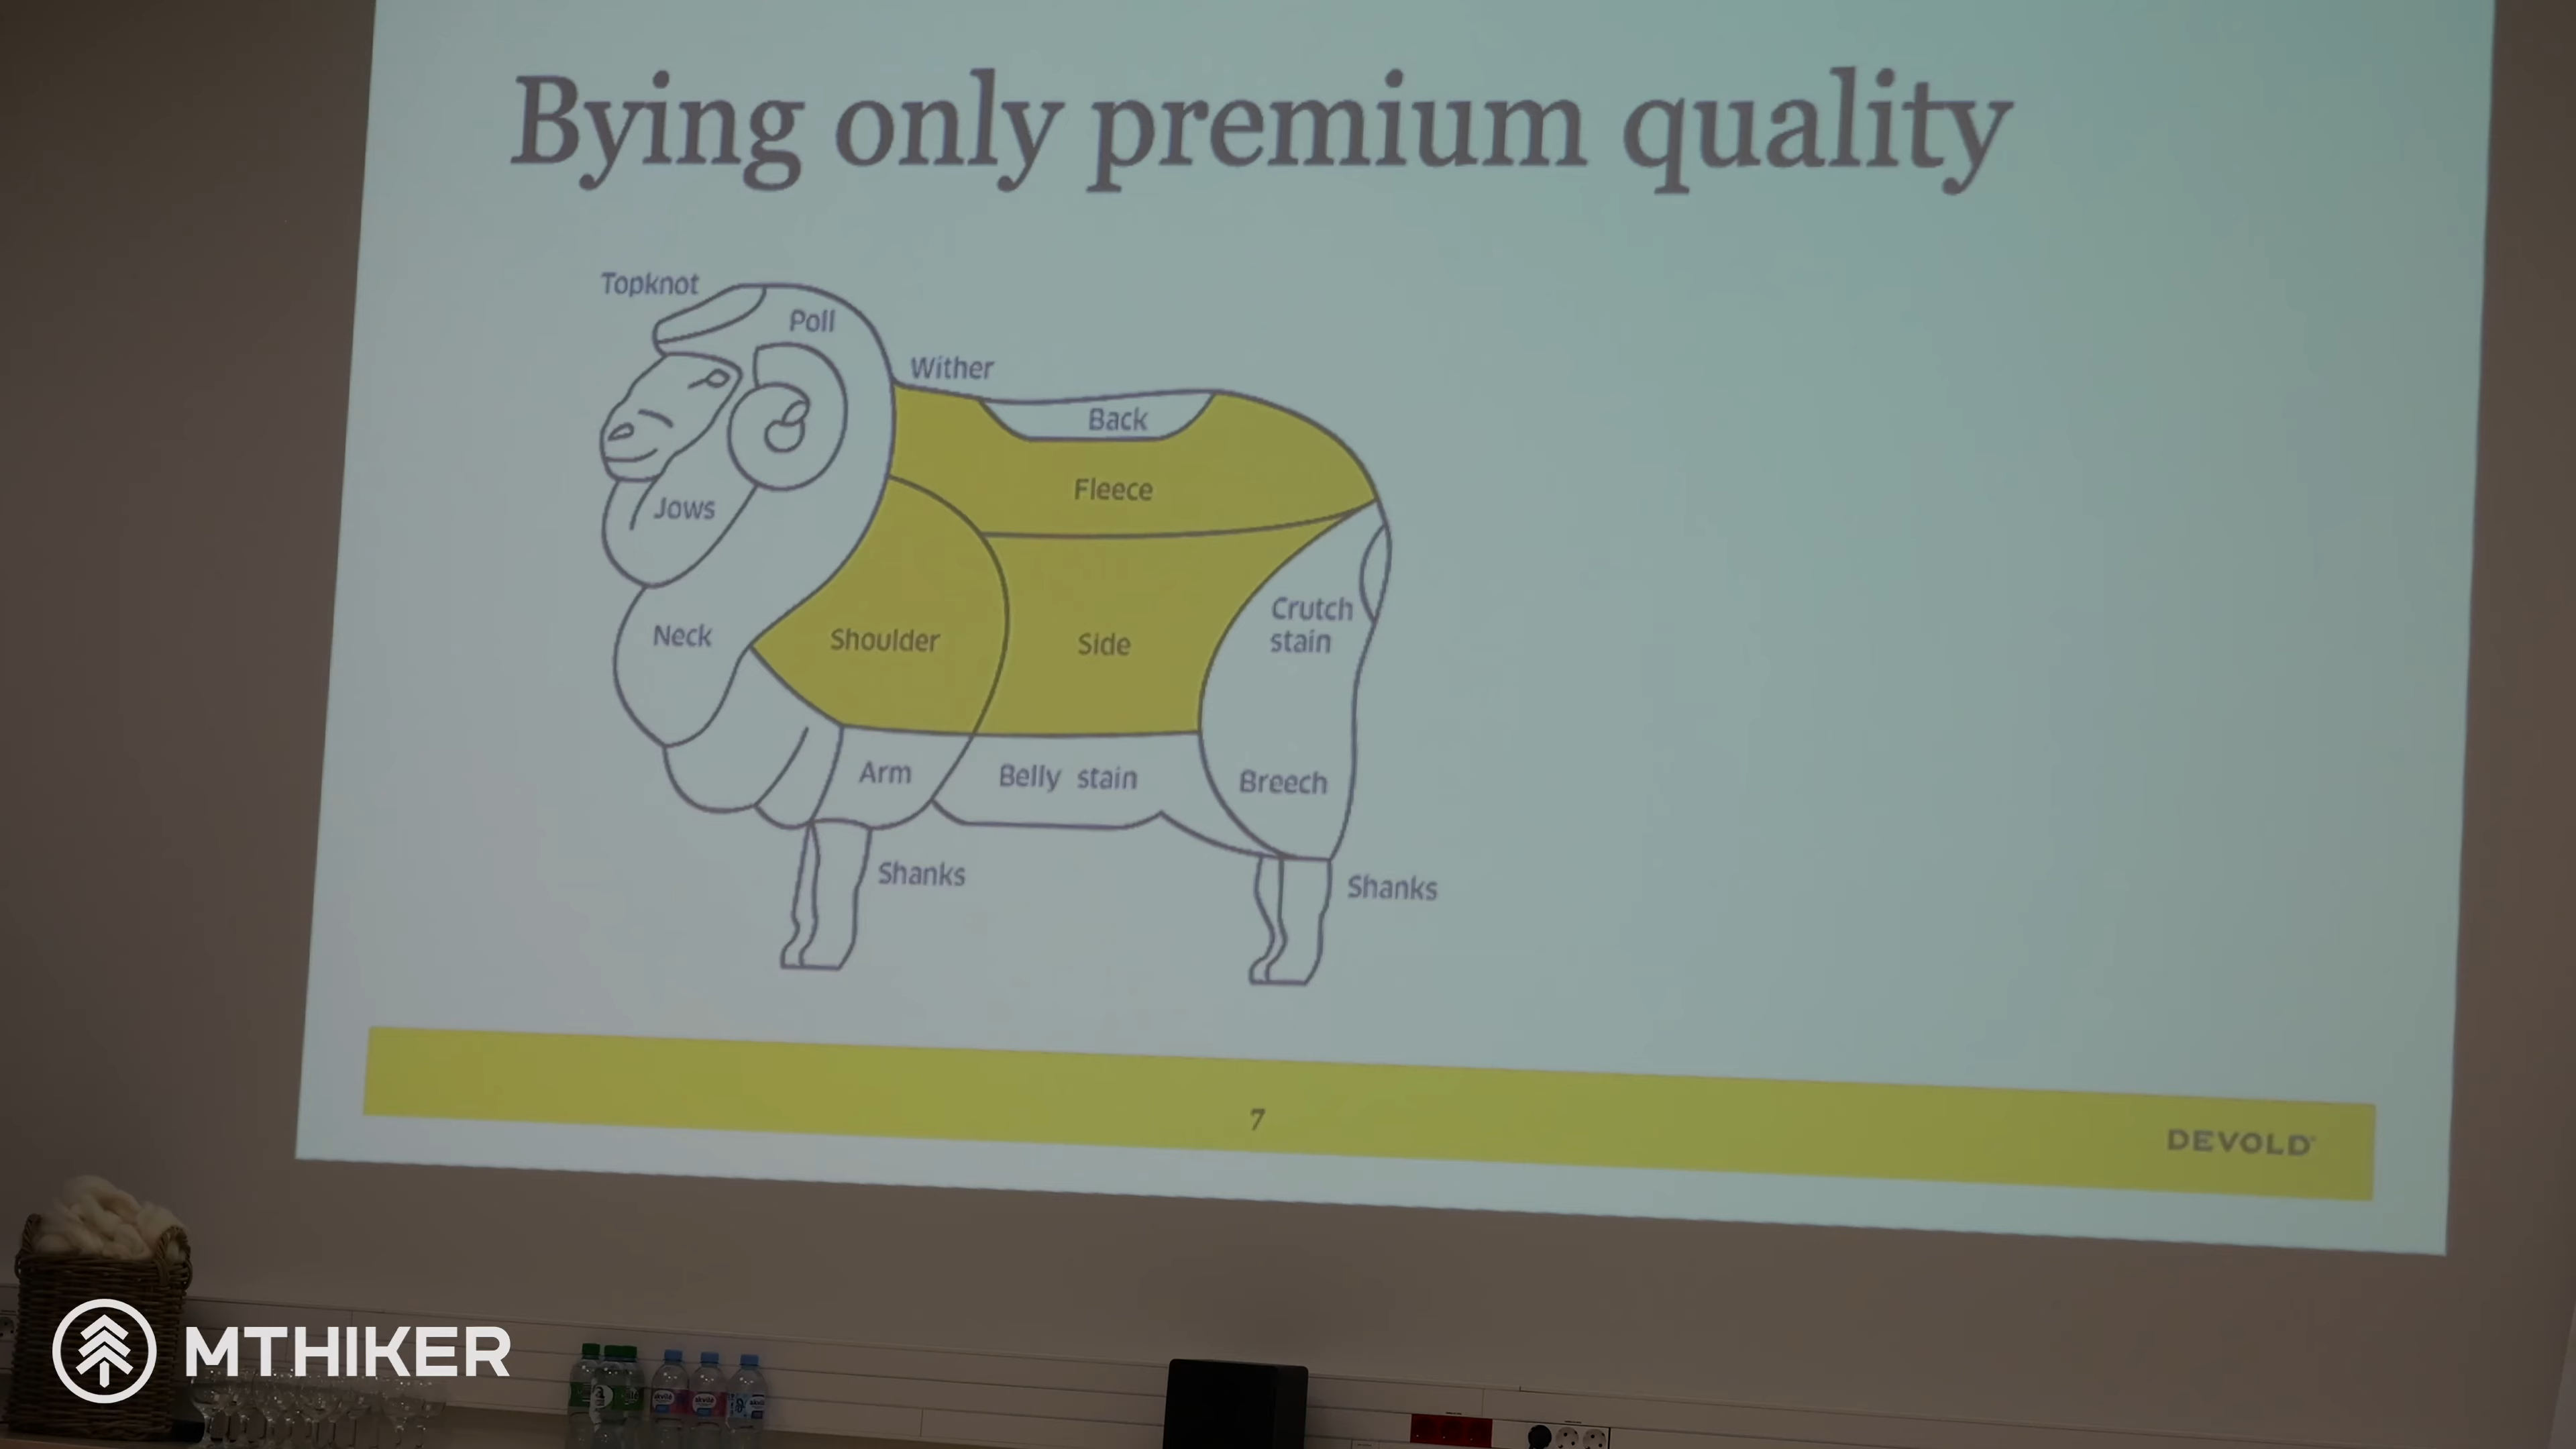 Bying only premium quality
Topknot
Poll
Wither
Back
Fleece
Jows
Neck
Shoulder
Side
Crutch
stain
Arm
Belly stain
Breech
Shanks
Shanks
7
DEVOLD
MTHIKER